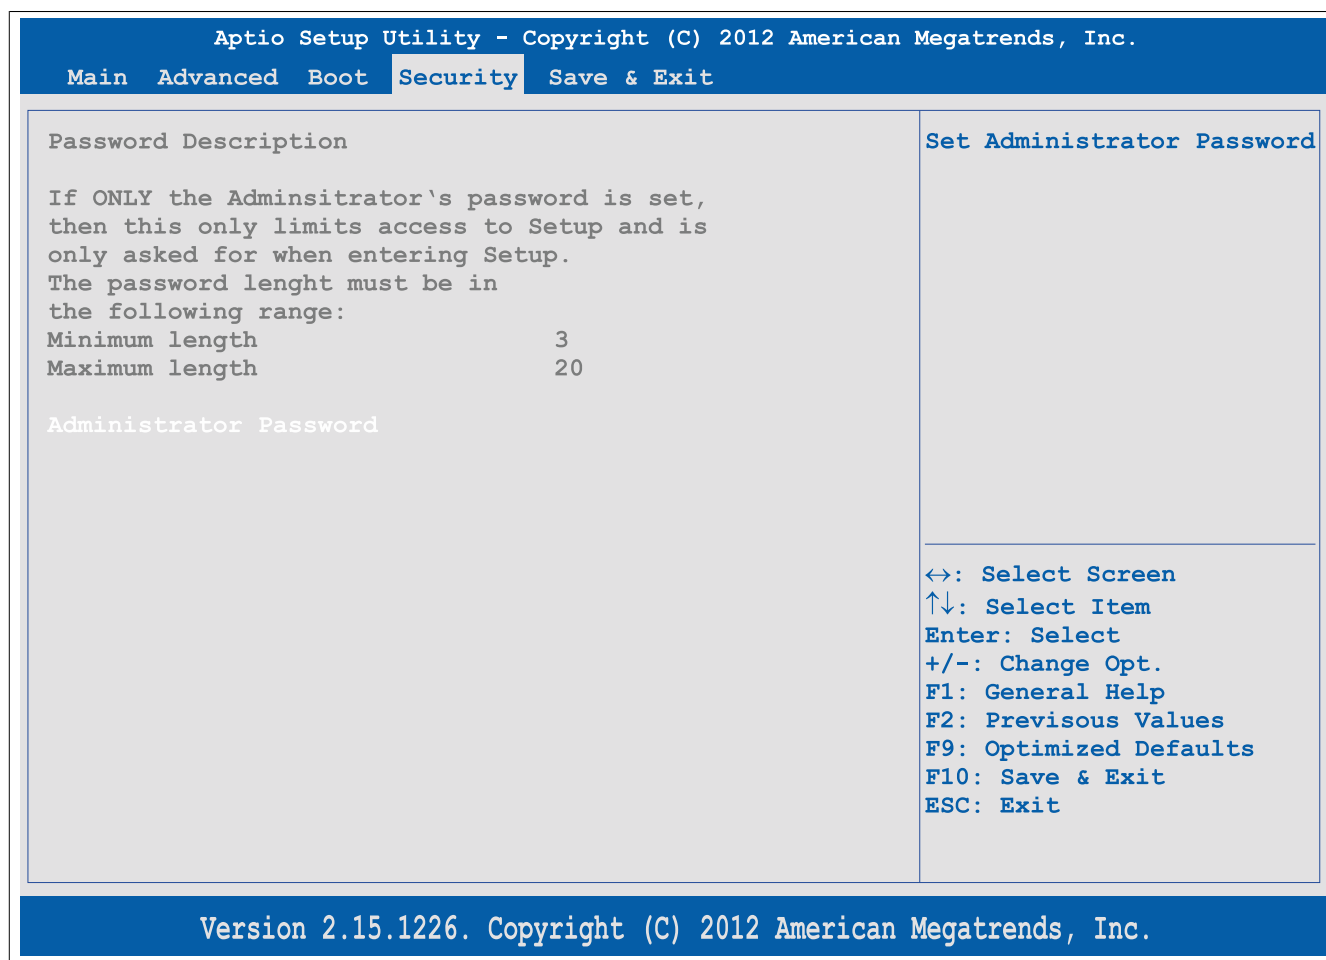 Aptio Setup Utility - Copyright (C) 2012 American Megatrends, Inc.
Main Advanced Boot Security Save & Exit
Password Description
If ONLY the Adminsitrator`s password is set,
then this only limits access to Setup and is
only asked for when entering Setup.
The password lenght must be in
the following range:
Minimum length 3
Maximum length 20
Administrator Password
Set Administrator Password
↔: Select Screen
↑↓: Select Item
Enter: Select
+/-: Change Opt.
F1: General Help
F2: Previsous Values
F9: Optimized Defaults
F10: Save & Exit
ESC: Exit
Version 2.15.1226. Copyright (C) 2012 American Megatrends, Inc.